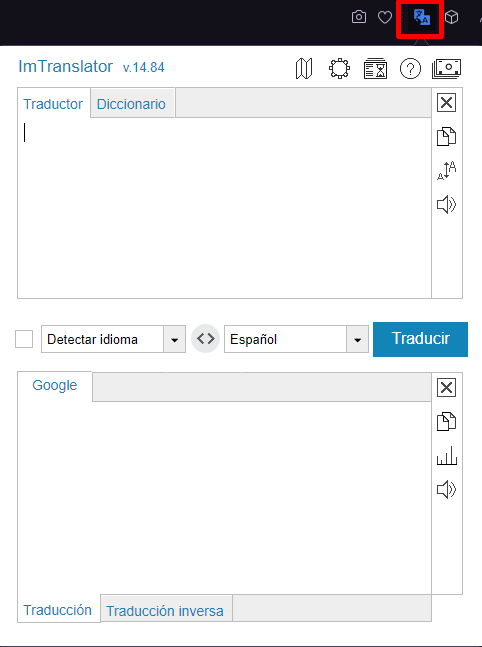 ImTranslator v.14.84
Traductor Diccionario
Detectar idioma Español Traducir
Google
Traducción Traducción inversa